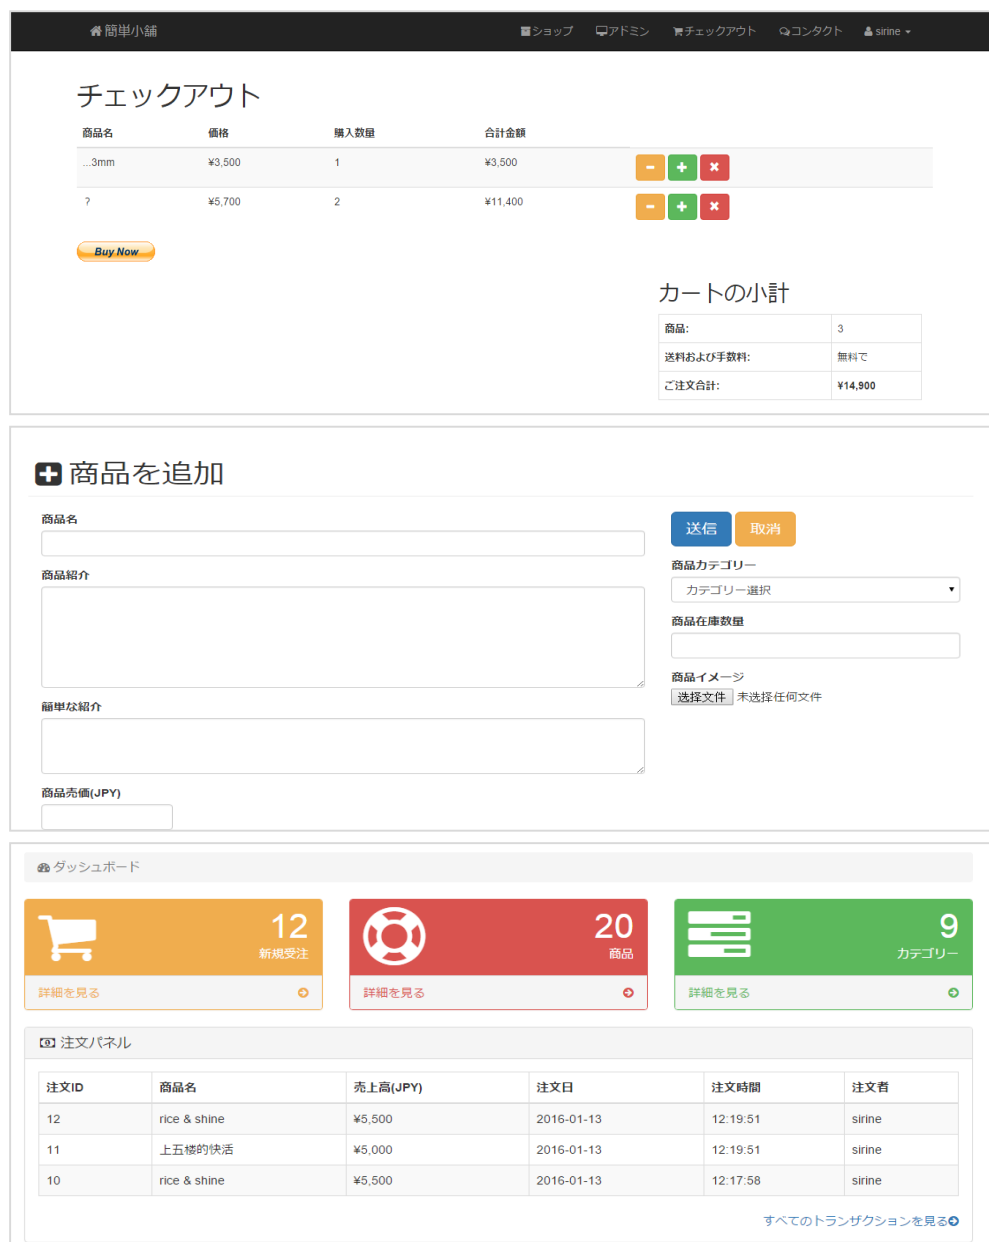 簡単小舖 ショップ アドミン チェックアウト コンタクト sirine
チェックアウト
商品名 価格 購入数量 合計金額
...3mm ¥3,500 1 ¥3,500
? ¥5,700 2 ¥11,400
Buy Now
カートの小計
商品: 3
送料および手数料: 無料で
ご注文合計: ¥14,900
商品を追加
商品名
送信 取消
商品紹介
商品カテゴリー
カテゴリー選択
商品在庫数量
商品イメージ
选择文件 未选择任何文件
簡単な紹介
商品売価(JPY)
ダッシュボード
12 20 9
新規受注 商品 カテゴリー
詳細を見る 詳細を見る 詳細を見る
注文パネル
注文ID 商品名 売上高(JPY) 注文日 注文時間 注文者
12 rice & shine ¥5,500 2016-01-13 12:19:51 sirine
11 上五楼的快活 ¥5,000 2016-01-13 12:19:51 sirine
10 rice & shine ¥5,500 2016-01-13 12:17:58 sirine
すべてのトランザクションを見る